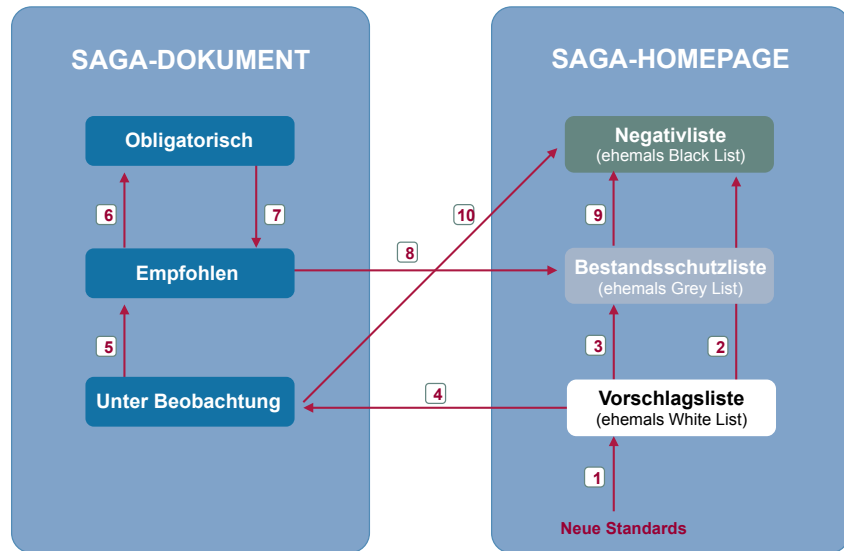 SAGA-DOKUMENT
Obligatorisch
6
7
Empfohlen
5
Unter Beobachtung
8
10
4
SAGA-HOMEPAGE
Negativliste
(ehemals Black List)
9
Bestandsschutzliste
(ehemals Grey List)
3
2
Vorschlagsliste
(ehemals White List)
1
Neue Standards